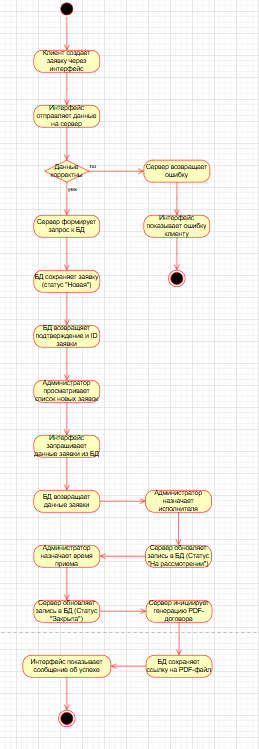 Клиент создает
заявку через
интерфейс
Интерфейс
отправляет данные
на сервер
Данные
корректны
no
yes
Сервер возвращает
ошибку
Сервер формирует
запрос к БД
Интерфейс
показывает ошибку
клиенту
БД сохраняет заявку
(статус "Новая")
БД возвращает
подтверждение и ID
заявки
Администратор
просматривает
список новых заявок
Интерфейс
запрашивает
данные заявки из БД
БД возвращает
данные заявки
Администратор
назначает
исполнителя
Сервер обновляет
запись в БД (Статус
"На рассмотрении")
Администратор
назначает время
приема
Сервер обновляет
запись в БД (Статус
"Закрыта")
Сервер инициирует
генерацию PDF-
договора
БД сохраняет
ссылку на PDF-файл
Интерфейс показывает
сообщение об успехе